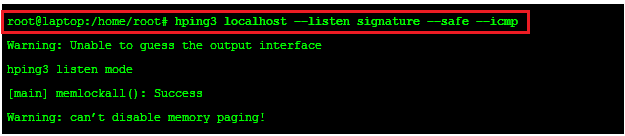 root@laptop:/home/root# hping3 localhost --listen signature --safe --icmp
Warning: Unable to guess the output interface
hping3 listen mode
[main] memlockall(): Success
Warning: can’t disable memory paging!